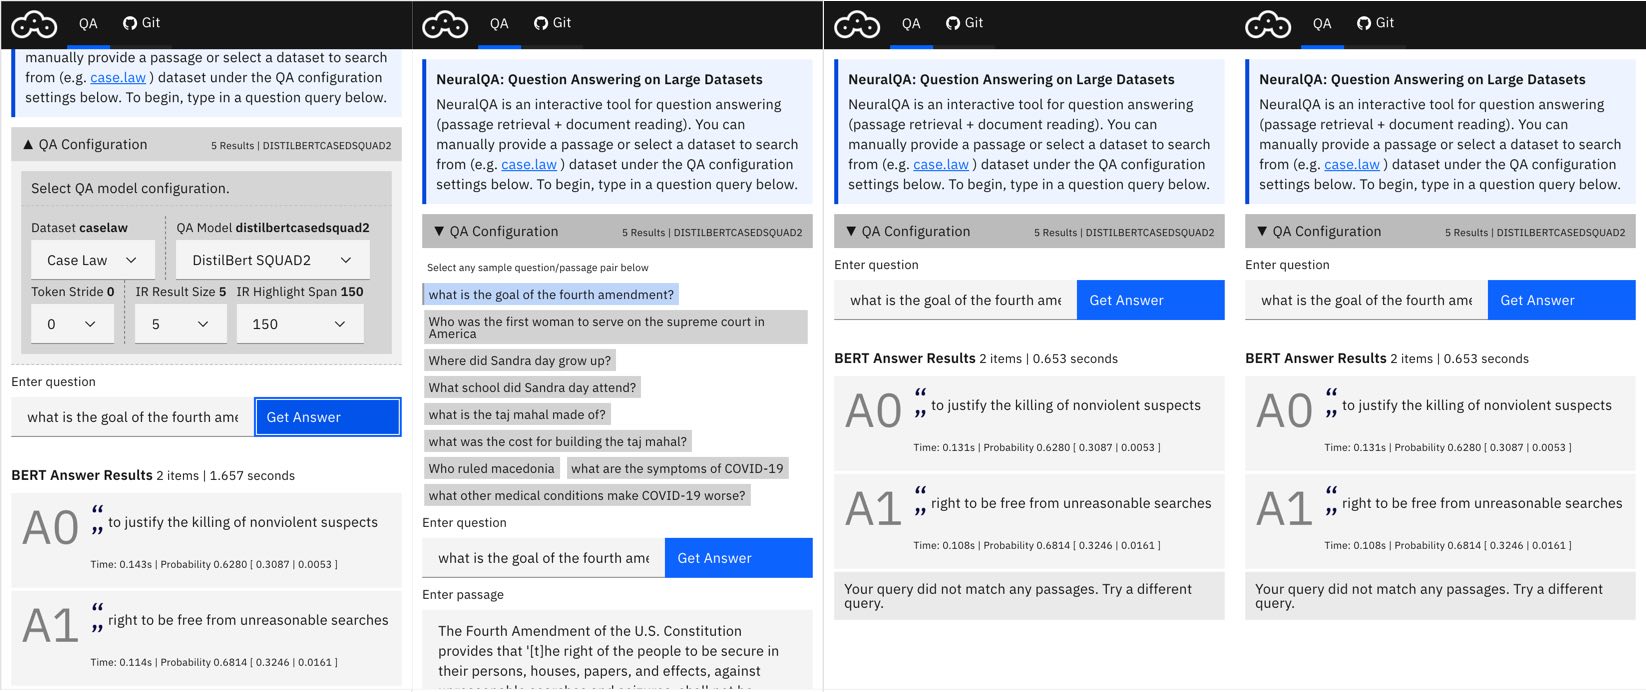 QA Git
manually provide a passage or select a dataset to search
from (e.g. case.law ) dataset under the QA configuration
settings below. To begin, type in a question query below.
▲ QA Configuration 5 Results | DISTILBERTCASEDSQUAD2
Select QA model configuration.
Dataset caselaw QA Model distilbertcasedsquad2
Case Law DistilBert SQUAD2
Token Stride 0 IR Result Size 5 IR Highlight Span 150
0 5 150
Enter question
what is the goal of the fourth ame Get Answer
BERT Answer Results 2 items | 1.657 seconds
A0 “ ” to justify the killing of nonviolent suspects
Time: 0.143s | Probability 0.6280 [ 0.3087 | 0.0053 ]
A1 “ ” right to be free from unreasonable searches
Time: 0.114s | Probability 0.6814 [ 0.3246 | 0.0161 ]
QA Git
NeuralQA: Question Answering on Large Datasets
NeuralQA is an interactive tool for question answering
(passage retrieval + document reading). You can
manually provide a passage or select a dataset to search
from (e.g. case.law ) dataset under the QA configuration
settings below. To begin, type in a question query below.
▼ QA Configuration 5 Results | DISTILBERTCASEDSQUAD2
Select any sample question/passage pair below
what is the goal of the fourth amendment?
Who was the first woman to serve on the supreme court in
America
Where did Sandra day grow up?
What school did Sandra day attend?
what is the taj mahal made of?
what was the cost for building the taj mahal?
Who ruled macedonia what are the symptoms of COVID-19
what other medical conditions make COVID-19 worse?
Enter question
what is the goal of the fourth ame Get Answer
Enter passage
The Fourth Amendment of the U.S. Constitution
provides that '[t]he right of the people to be secure in
their persons, houses, papers, and effects, against
QA Git
NeuralQA: Question Answering on Large Datasets
NeuralQA is an interactive tool for question answering
(passage retrieval + document reading). You can
manually provide a passage or select a dataset to search
from (e.g. case.law ) dataset under the QA configuration
settings below. To begin, type in a question query below.
▼ QA Configuration 5 Results | DISTILBERTCASEDSQUAD2
Enter question
what is the goal of the fourth ame Get Answer
BERT Answer Results 2 items | 0.653 seconds
A0 “ ” to justify the killing of nonviolent suspects
Time: 0.131s | Probability 0.6280 [ 0.3087 | 0.0053 ]
A1 “ ” right to be free from unreasonable searches
Time: 0.108s | Probability 0.6814 [ 0.3246 | 0.0161 ]
Your query did not match any passages. Try a different
query.
QA Git
NeuralQA: Question Answering on Large Datasets
NeuralQA is an interactive tool for question answering
(passage retrieval + document reading). You can
manually provide a passage or select a dataset to search
from (e.g. case.law ) dataset under the QA configuration
settings below. To begin, type in a question query below.
▼ QA Configuration 5 Results | DISTILBERTCASEDSQUAD2
Enter question
what is the goal of the fourth ame Get Answer
BERT Answer Results 2 items | 0.653 seconds
A0 “ ” to justify the killing of nonviolent suspects
Time: 0.131s | Probability 0.6280 [ 0.3087 | 0.0053 ]
A1 “ ” right to be free from unreasonable searches
Time: 0.108s | Probability 0.6814 [ 0.3246 | 0.0161 ]
Your query did not match any passages. Try a different
query.